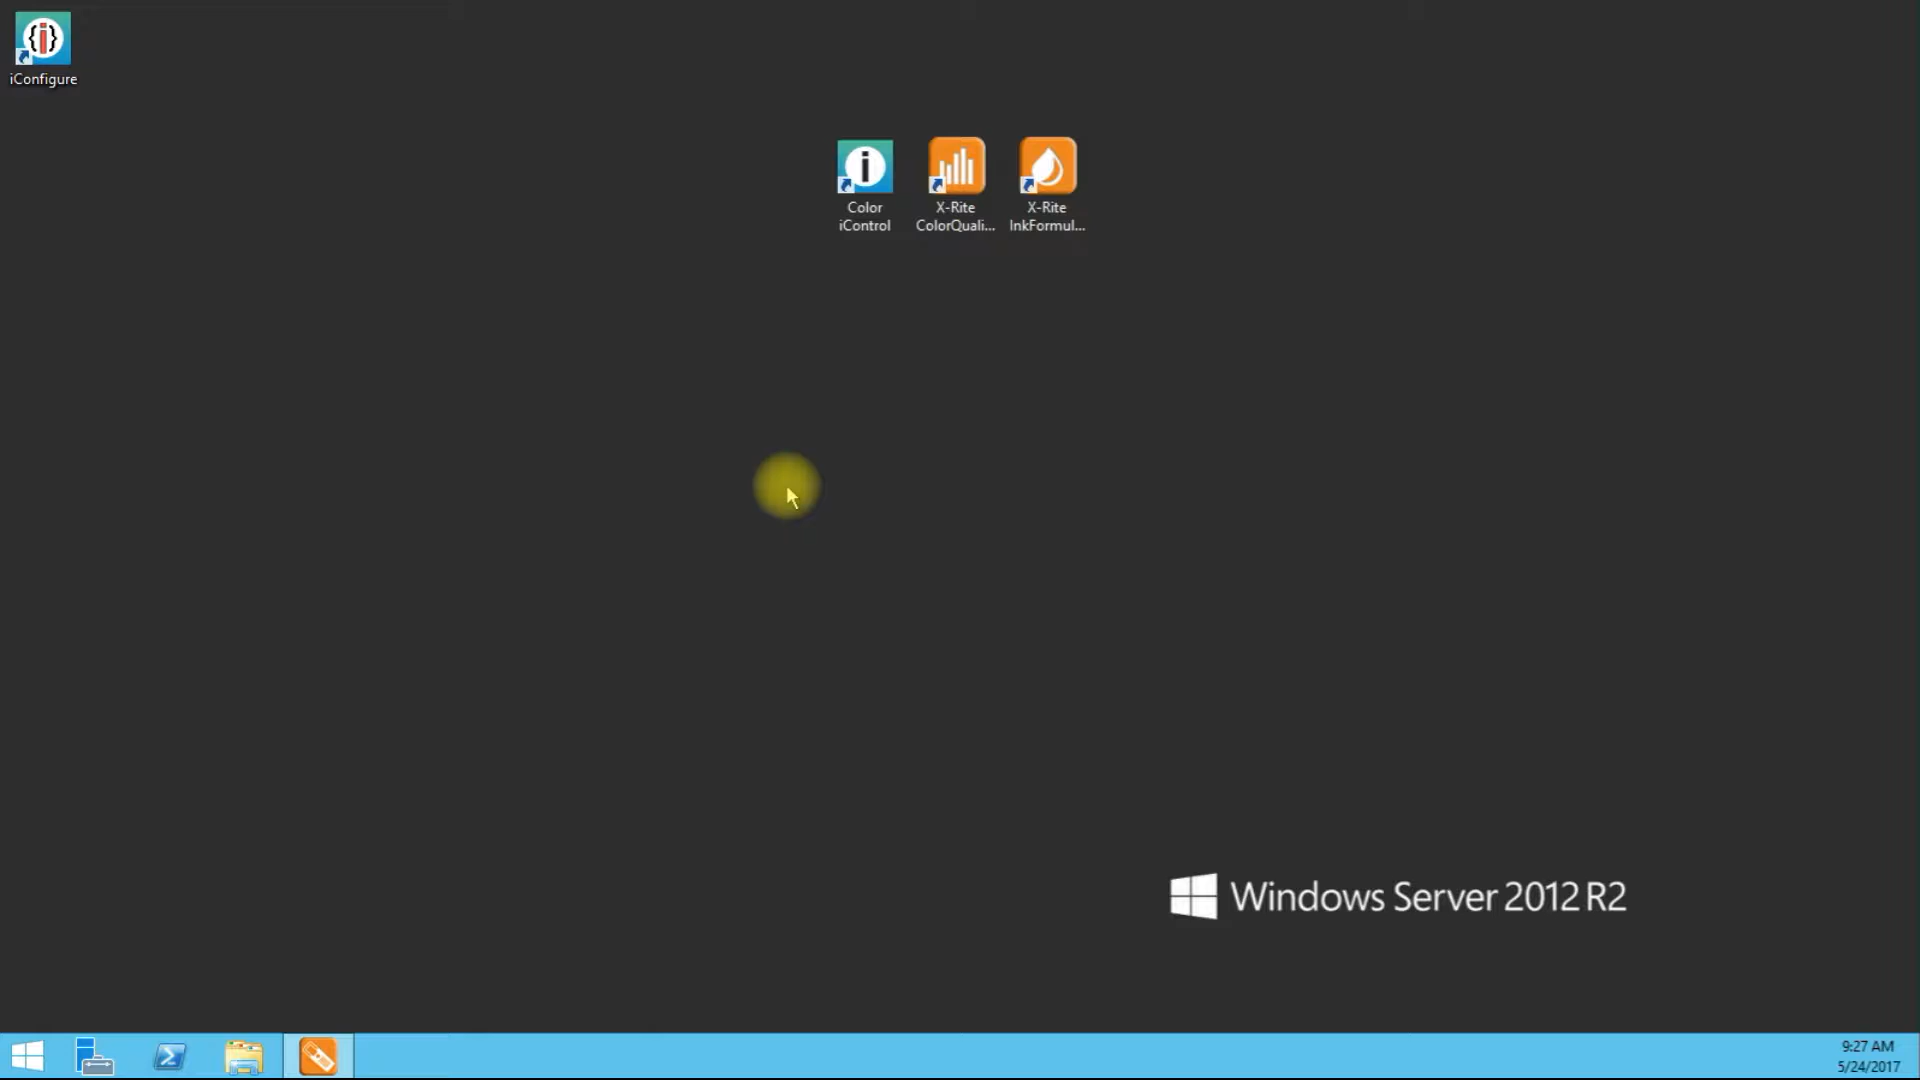 iConfigure
Color
iControl
X-Rite
ColorQuali...
X-Rite
InkFormul...
Windows Server 2012 R2
9:27 AM
5/24/2017